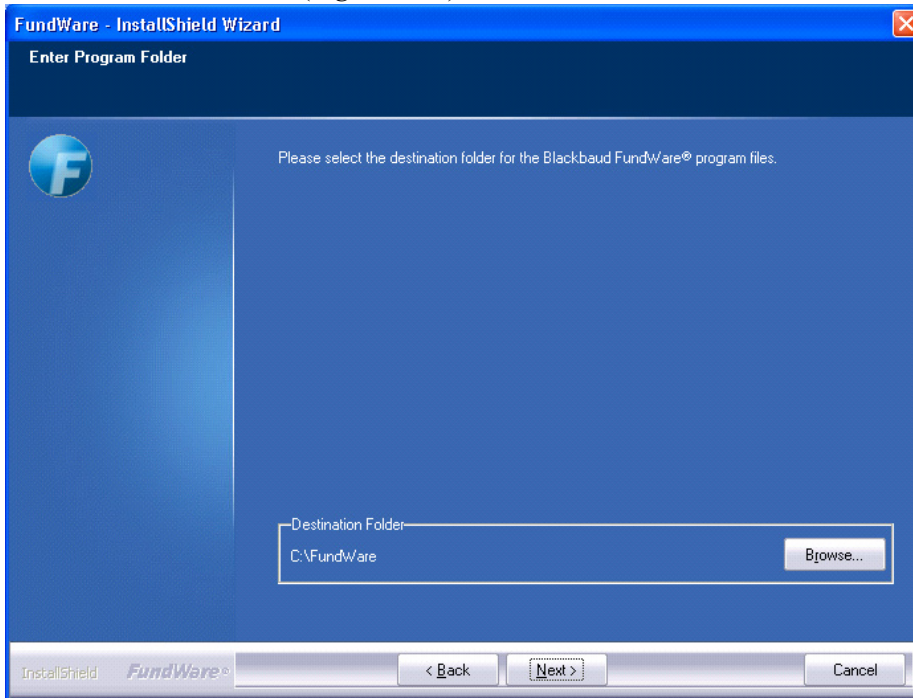 FundWare - InstallShield Wizard
Enter Program Folder
F
Please select the destination folder for the Blackbaud FundWare® program files.
Destination Folder
C:\FundWare
Browse...
InstallShield FundWare®
< Back
Next >
Cancel